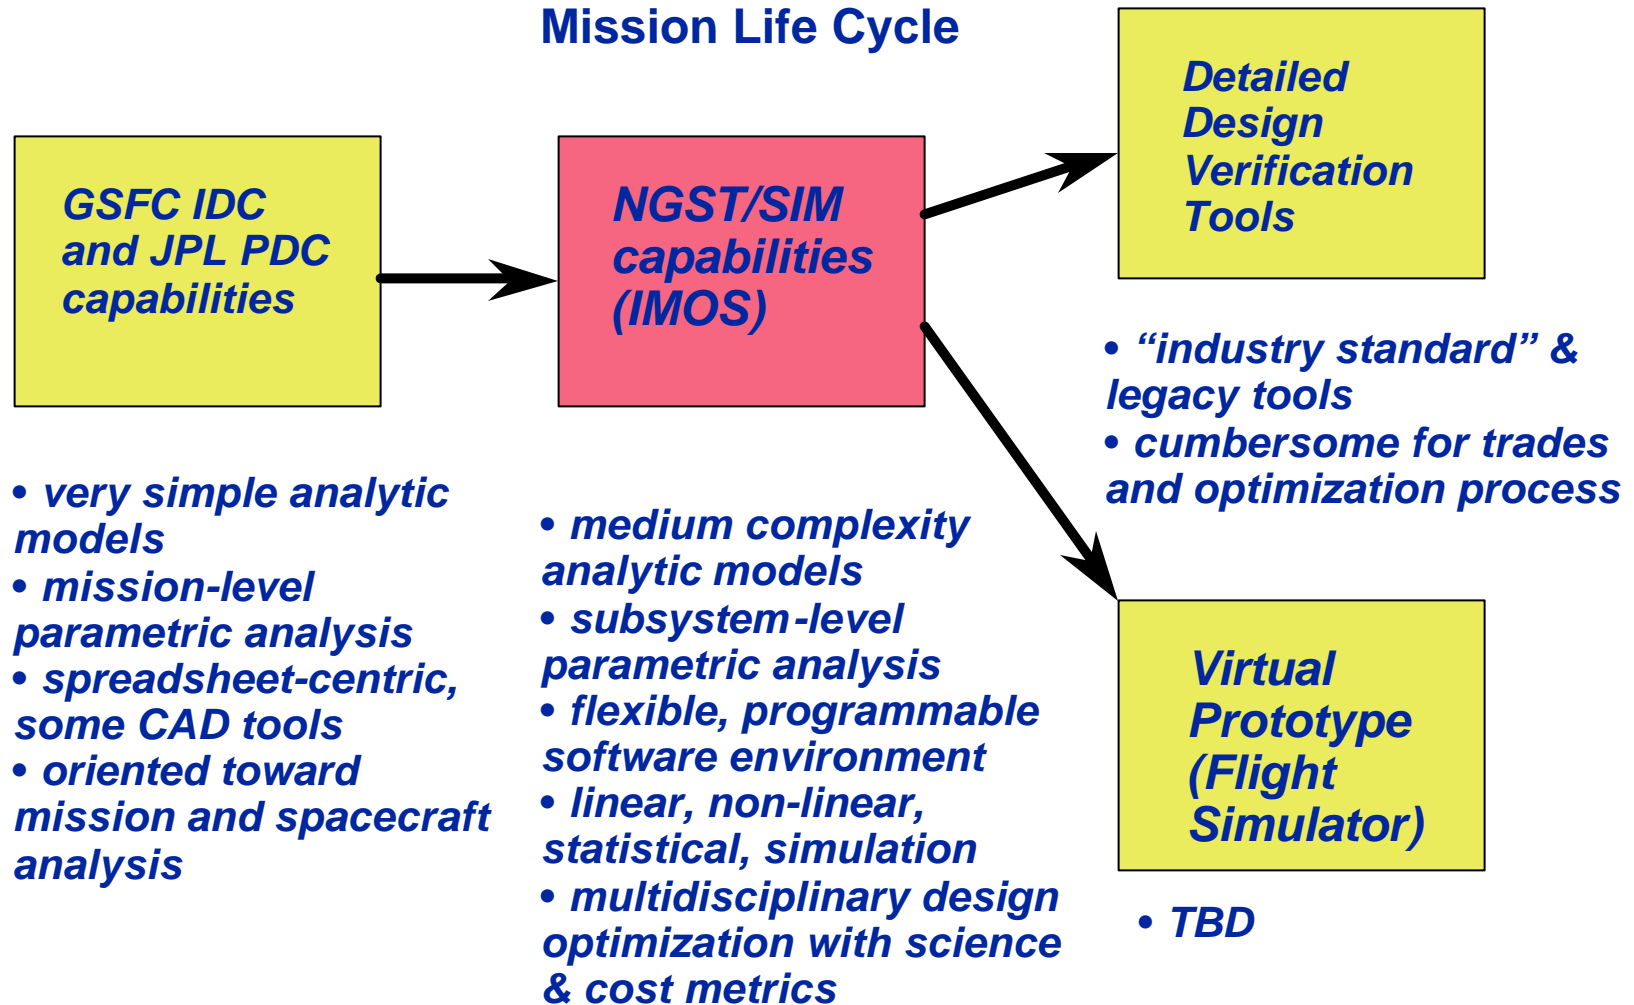 Mission Life Cycle
GSFC IDC
and JPL PDC
capabilities
• very simple analytic
models
• mission-level
parametric analysis
• spreadsheet-centric,
some CAD tools
• oriented toward
mission and spacecraft
analysis
NGST/SIM
capabilities
(IMOS)
• medium complexity
analytic models
• subsystem-level
parametric analysis
• flexible, programmable
software environment
• linear, non-linear,
statistical, simulation
• multidisciplinary design
optimization with science
& cost metrics
Detailed
Design
Verification
Tools
• “industry standard” &
legacy tools
• cumbersome for trades
and optimization process
Virtual
Prototype
(Flight
Simulator)
• TBD